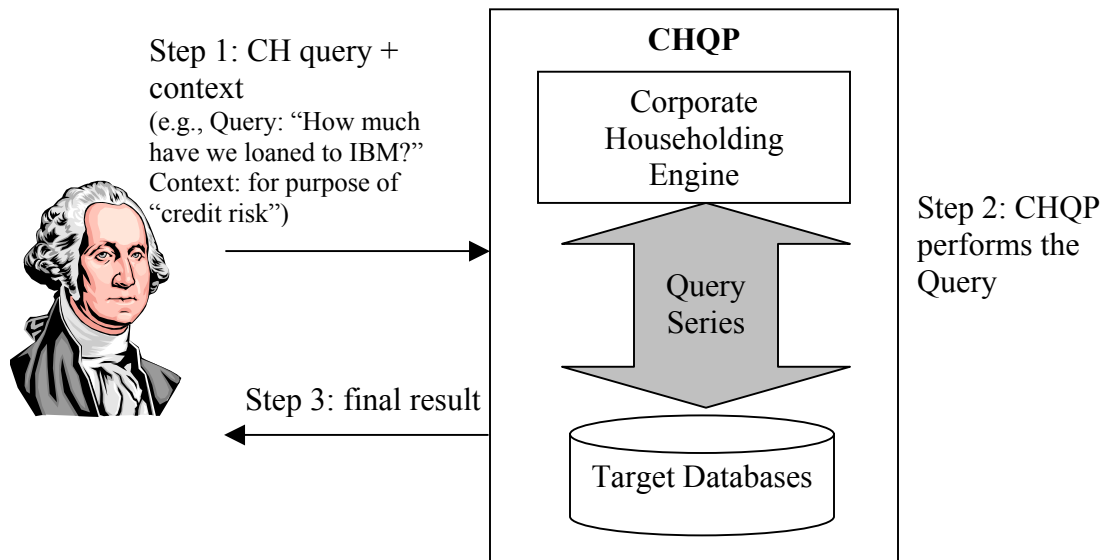 Step 1: CH query +
context
(e.g., Query: “How much
have we loaned to IBM?”
Context: for purpose of
“credit risk”)
CHQP
Corporate
Householding
Engine
Query
Series
Step 2: CHQP
performs the
Query
Step 3: final result
Target Databases